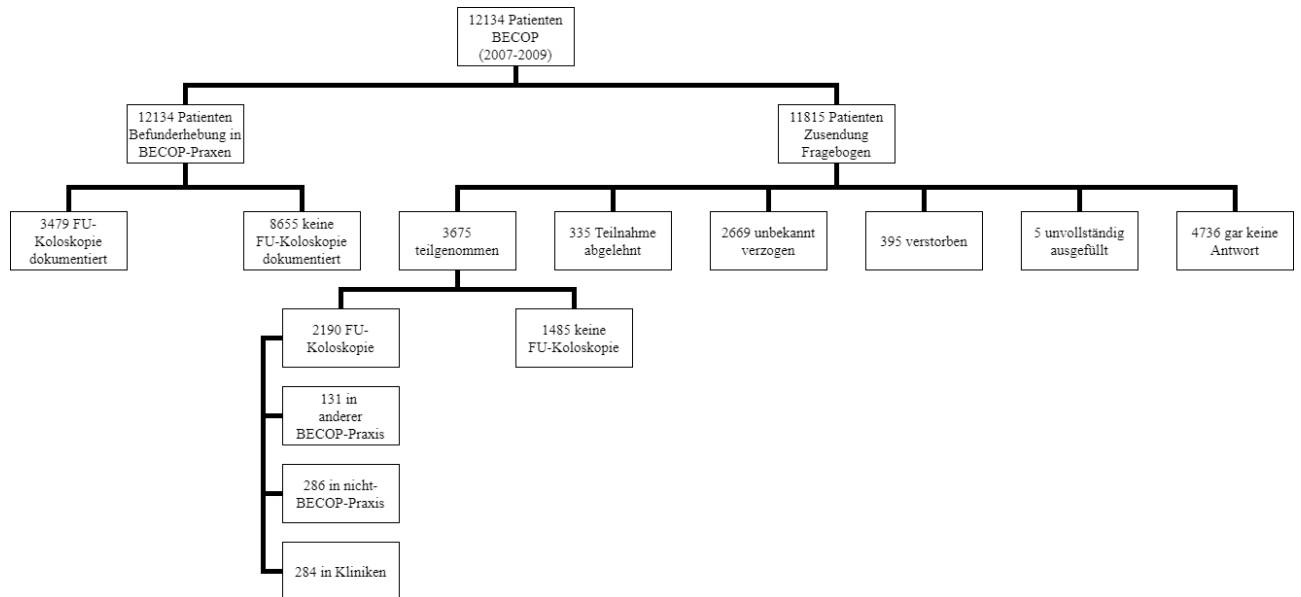 12134 Patienten
BECOP
(2007-2009)
12134 Patienten
Befunderhebung in
BECOP-Praxen
11815 Patienten
Zusendung
Fragebogen
3479 FU-
Koloskopie
dokumentiert
8655 keine
FU-Koloskopie
dokumentiert
3675
teilgenommen
335 Teilnahme
abgelehnt
2669 unbekannt
verzogen
395 verstorben
5 unvollständig
ausgefüllt
4736 gar keine
Antwort
2190 FU-
Koloskopie
1485 keine
FU-Koloskopie
131 in
anderer
BECOP-Praxis
286 in nicht-
BECOP-Praxis
284 in Kliniken